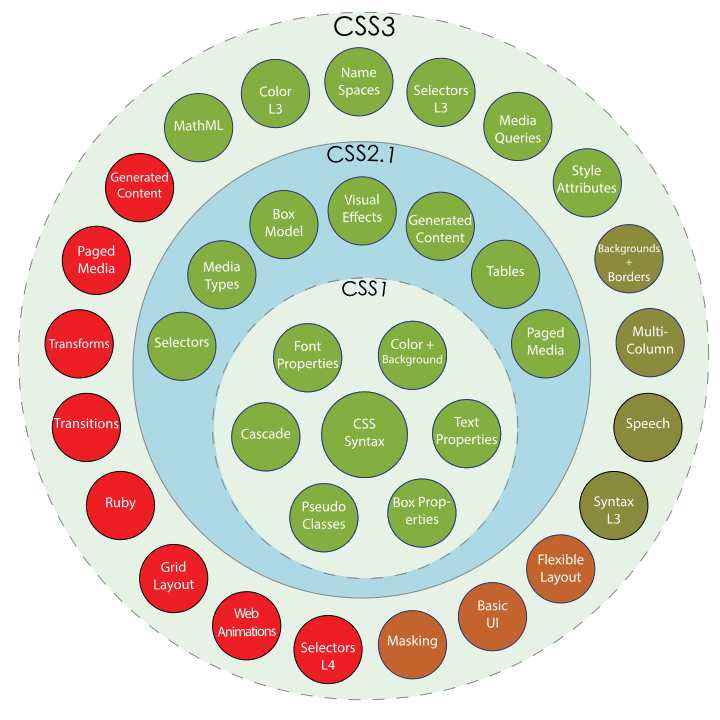 CSS3
Name
Spaces
Color
L3
Selectors
L3
MathML
Media
Queries
Generated
Content
Style
Attributes
Paged
Media
Backgrounds
+
Borders
Transforms
Multi-
Column
Transitions
Speech
Ruby
Syntax
L3
Grid
Layout
Flexible
Layout
Web
Animations
Basic
UI
Selectors
L4
Masking
CSS2.1
Visual
Effects
Box
Model
Generated
Content
Media
Types
Tables
Selectors
Paged
Media
CSS1
Font
Properties
Color +
Background
Cascade
CSS
Syntax
Text
Properties
Pseudo
Classes
Box Prop-
erties